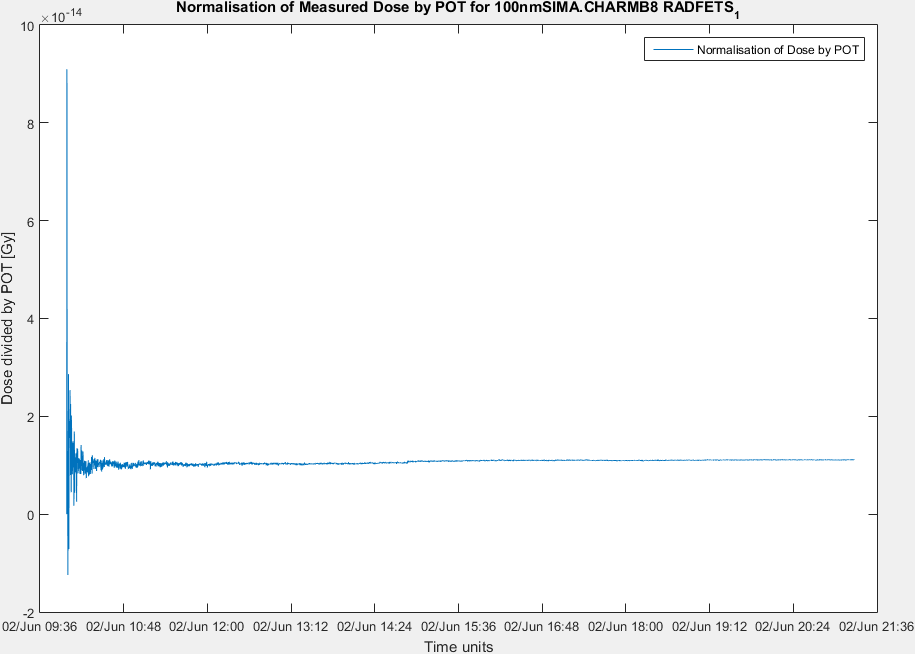 Normalisation of Measured Dose by POT for 100nmSIMA.CHARMB8 RADFETS1
×10-14
Normalisation of Dose by POT
10
8
6
4
2
0
-2
Dose divided by POT [Gy]
02/Jun 09:36 02/Jun 10:48 02/Jun 12:00 02/Jun 13:12 02/Jun 14:24 02/Jun 15:36 02/Jun 16:48 02/Jun 18:00 02/Jun 19:12 02/Jun 20:24 02/Jun 21:36
Time units